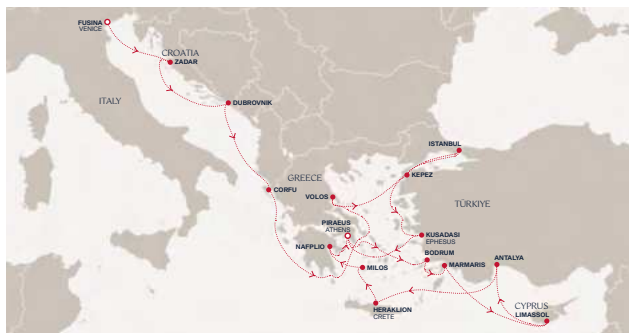 FUSINA
VENICE
CROATIA
ZADAR
ITALY
DUBROVNIK
ISTANBUL
GREECE
KEPEZ
CORFU
VOLOS
TÜRKIYE
PIRAEUS
ATHENS
KUSADASI
EPHESUS
NAFPLIO
BODRUM
ANTALYA
MILOS
MARMARIS
HERAKLION
CRETE
CYPRUS
LIMASSOL